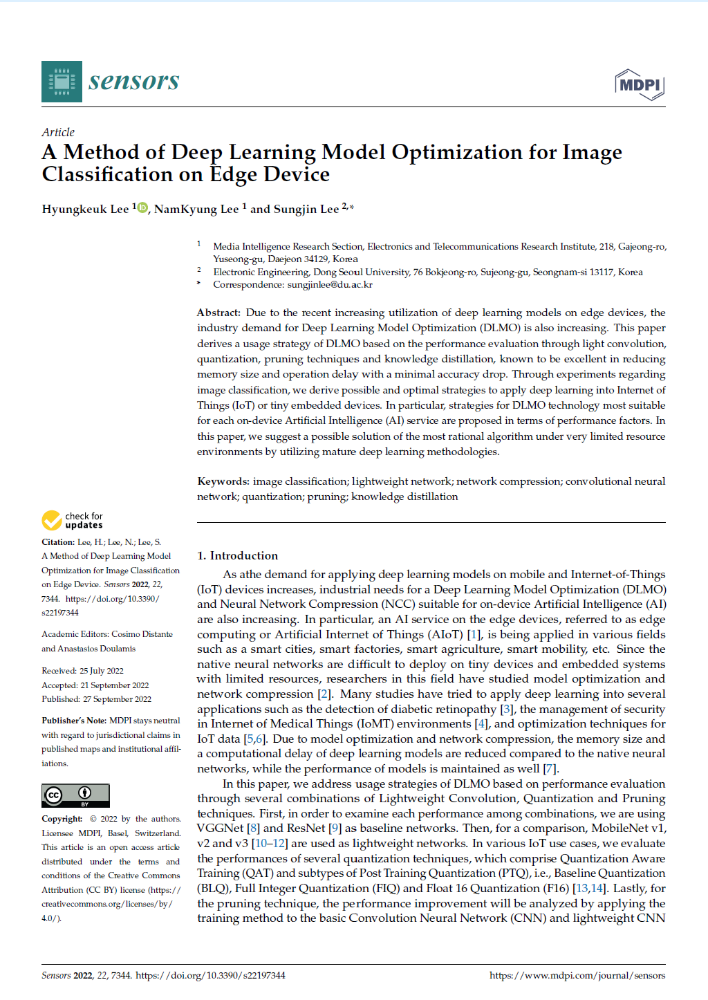 sensors
MDPI
Article
A Method of Deep Learning Model Optimization for Image
Classification on Edge Device
Hyungkeuk Lee 1 iD, NamKyung Lee 1 and Sungjin Lee 2,*
1 Media Intelligence Research Section, Electronics and Telecommunications Research Institute, 218, Gajeong-ro,
Yuseong-gu, Daejeon 34129, Korea
2 Electronic Engineering, Dong Seoul University, 76 Bokjeong-ro, Sujeong-gu, Seongnam-si 13117, Korea
* Correspondence: sungjinlee@du.ac.kr
Abstract: Due to the recent increasing utilization of deep learning models on edge devices, the
industry demand for Deep Learning Model Optimization (DLMO) is also increasing. This paper
derives a usage strategy of DLMO based on the performance evaluation through light convolution,
quantization, pruning techniques and knowledge distillation, known to be excellent in reducing
memory size and operation delay with a minimal accuracy drop. Through experiments regarding
image classification, we derive possible and optimal strategies to apply deep learning into Internet of
Things (IoT) or tiny embedded devices. In particular, strategies for DLMO technology most suitable
for each on-device Artificial Intelligence (AI) service are proposed in terms of performance factors. In
this paper, we suggest a possible solution of the most rational algorithm under very limited resource
environments by utilizing mature deep learning methodologies.
Keywords: image classification; lightweight network; network compression; convolutional neural
network; quantization; pruning; knowledge distillation
check for
updates
Citation: Lee, H.; Lee, N.; Lee, S.
A Method of Deep Learning Model
Optimization for Image Classification
on Edge Device. Sensors 2022, 22,
7344. https://doi.org/10.3390/
s22197344
Academic Editors: Cosimo Distante
and Anastasios Doulamis
Received: 25 July 2022
Accepted: 21 September 2022
Published: 27 September 2022
Publisher's Note: MDPI stays neutral
with regard to jurisdictional claims in
published maps and institutional affil-
iations.
cc BY
Copyright: © 2022 by the authors.
Licensee MDPI, Basel, Switzerland.
This article is an open access article
distributed under the terms and
conditions of the Creative Commons
Attribution (CC BY) license (https://
creativecommons.org/licenses/by/
4.0/).
1. Introduction
As athe demand for applying deep learning models on mobile and Internet-of-Things
(IoT) devices increases, industrial needs for a Deep Learning Model Optimization (DLMO)
and Neural Network Compression (NCC) suitable for on-device Artificial Intelligence (AI)
are also increasing. In particular, an AI service on the edge devices, referred to as edge
computing or Artificial Internet of Things (AIoT) [1], is being applied in various fields
such as a smart cities, smart factories, smart agriculture, smart mobility, etc. Since the
native neural networks are difficult to deploy on tiny devices and embedded systems
with limited resources, researchers in this field have studied model optimization and
network compression [2]. Many studies have tried to apply deep learning into several
applications such as the detection of diabetic retinopathy [3], the management of security
in Internet of Medical Things (IoMT) environments [4], and optimization techniques for
IoT data [5,6]. Due to model optimization and network compression, the memory size and
a computational delay of deep learning models are reduced compared to the native neural
networks, while the performance of models is maintained as well [7].
In this paper, we address usage strategies of DLMO based on performance evaluation
through several combinations of Lightweight Convolution, Quantization and Pruning
techniques. First, in order to examine each performance among combinations, we are using
VGGNet [8] and ResNet [9] as baseline networks. Then, for a comparison, MobileNet v1,
v2 and v3 [10–12] are used as lightweight networks. In various IoT use cases, we evaluate
the performances of several quantization techniques, which comprise Quantization Aware
Training (QAT) and subtypes of Post Training Quantization (PTQ), i.e., Baseline Quantization
(BLQ), Full Integer Quantization (FIQ) and Float 16 Quantization (F16) [13,14]. Lastly, for
the pruning technique, the performance improvement will be analyzed by applying the
training method to the basic Convolution Neural Network (CNN) and lightweight CNN
Sensors 2022, 22, 7344. https://doi.org/10.3390/s22197344
https://www.mdpi.com/journal/sensors